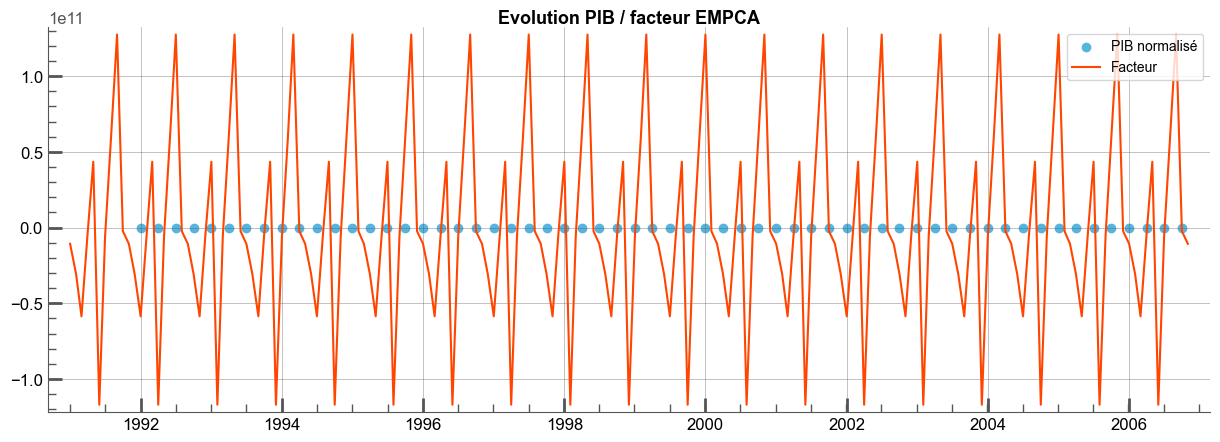 Evolution PIB / facteur EMPCA
1e11
PIB normalisé
Facteur
1.0
0.5
0.0
−0.5
−1.0
1992 1994 1996 1998 2000 2002 2004 2006